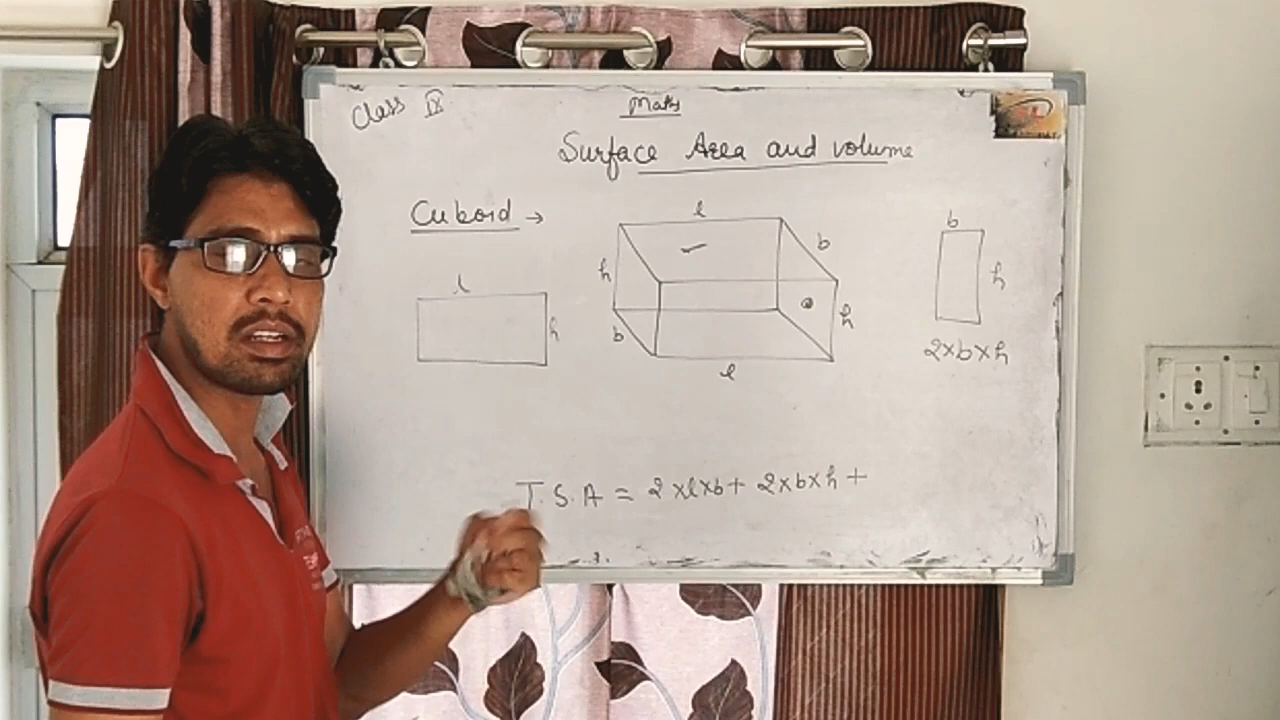 Class IX
Maths
Surface Area and volume
Cuboid →
l
h
l
h
b
b
h
l
b
h
2×b×h
T.S.A = 2×l×b+ 2×b×h +